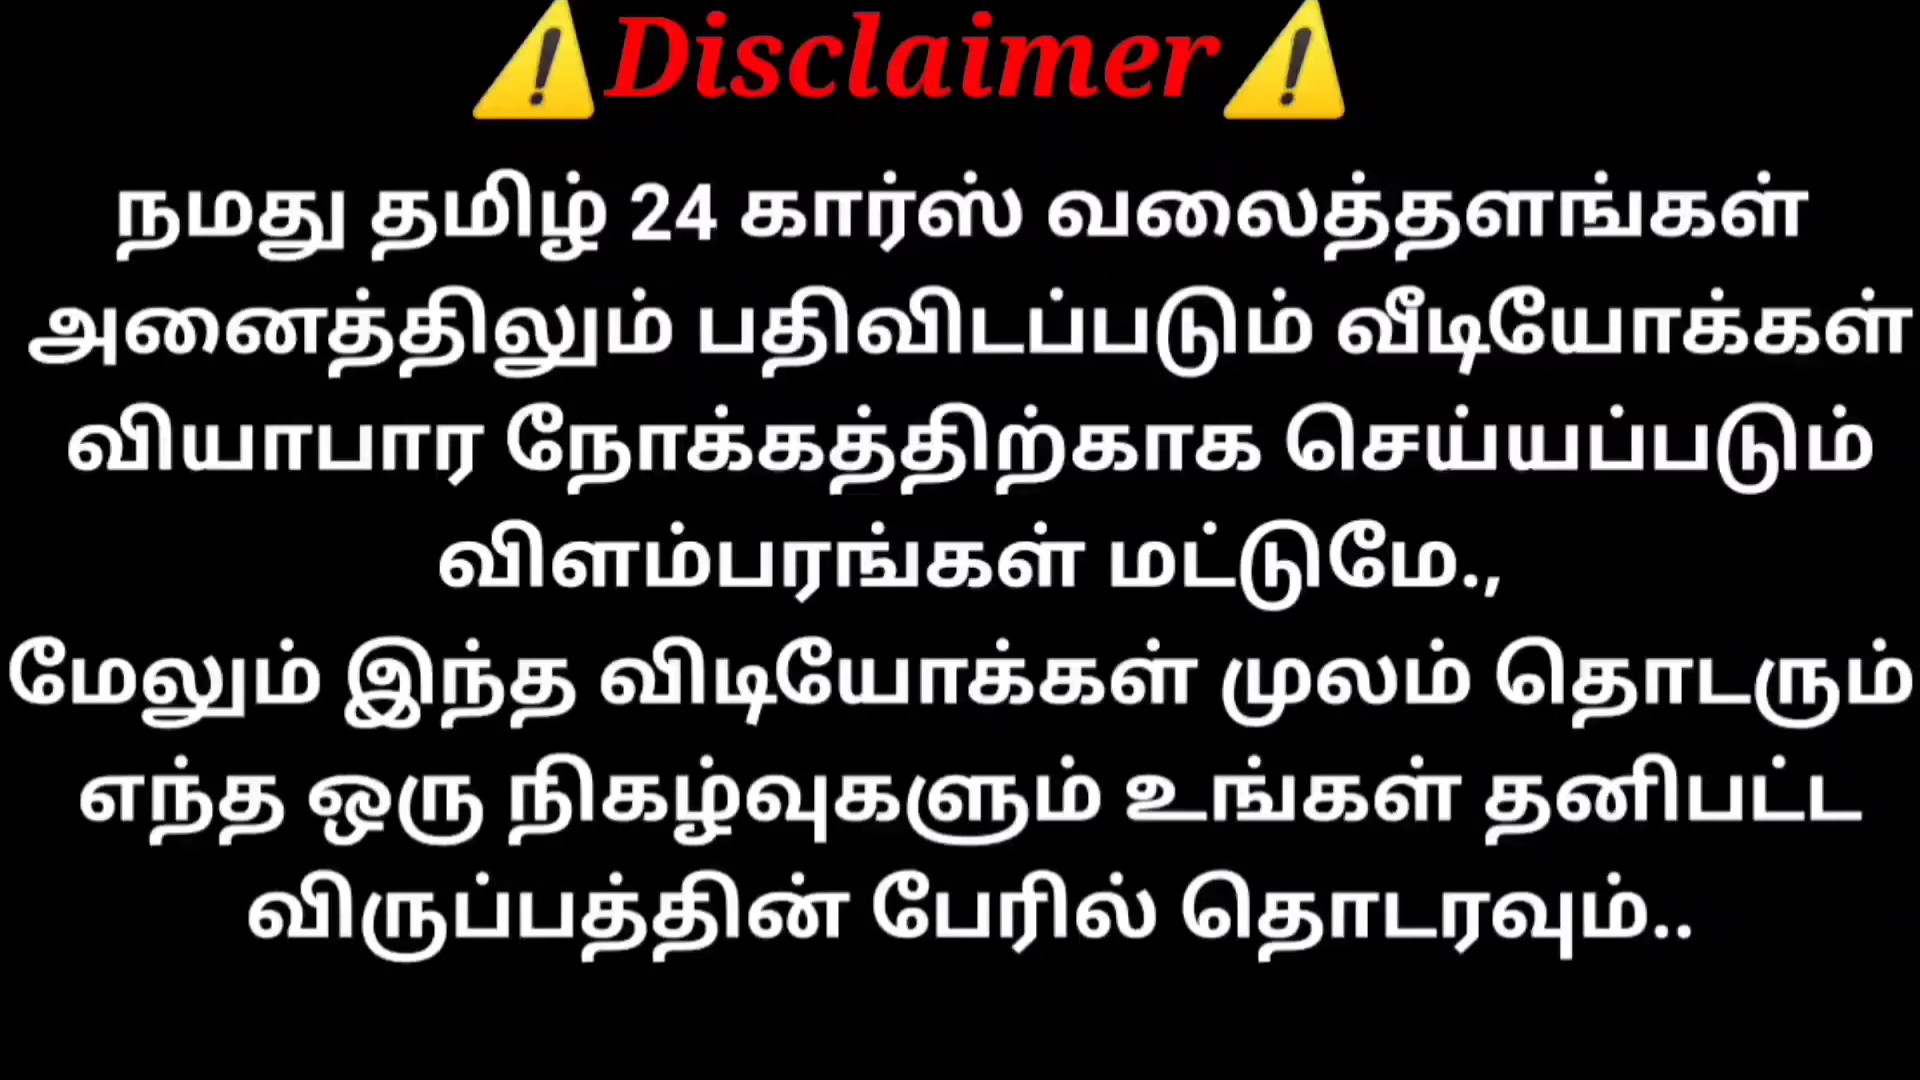 ⚠️Disclaimer⚠️
நமது தமிழ் 24 கார்ஸ் வலைத்தளங்கள்
அனைத்திலும் பதிவிடப்படும் வீடியோக்கள்
வியாபார நோக்கத்திற்காக செய்யப்படும்
விளம்பரங்கள் மட்டுமே.,
மேலும் இந்த விடியோக்கள் முலம் தொடரும்
எந்த ஒரு நிகழ்வுகளும் உங்கள் தனிபட்ட
விருப்பத்தின் பேரில் தொடரவும்..